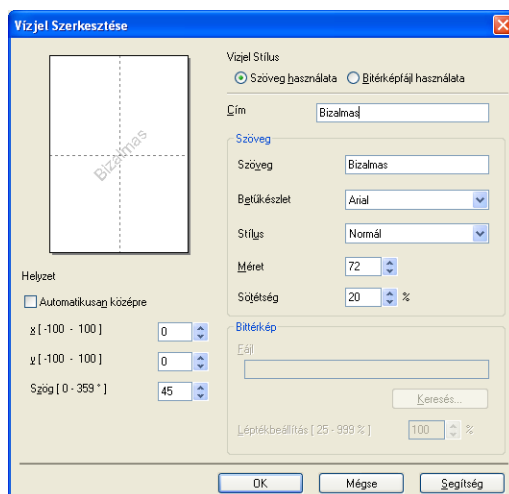 Vízjel Szerkesztése
Bizalmas
Vizjel Stílus
Szöveg használata
Bitérképfájl használata
Cím
Bizalmas
Szöveg
Szöveg
Bizalmas
Betűkészlet
Arial
Stílus
Normál
Méret
72
Sötétség
20 %
Helyzet
Automatikusan középre
x [ -100 - 100 ]
0
y [ -100 - 100 ]
0
Szög [ 0 - 359 ° ]
45
Bittérkép
Fájl
Keresés...
Léptékbeállítás [ 25 - 999 % ]
100 %
OK
Mégse
Segítség